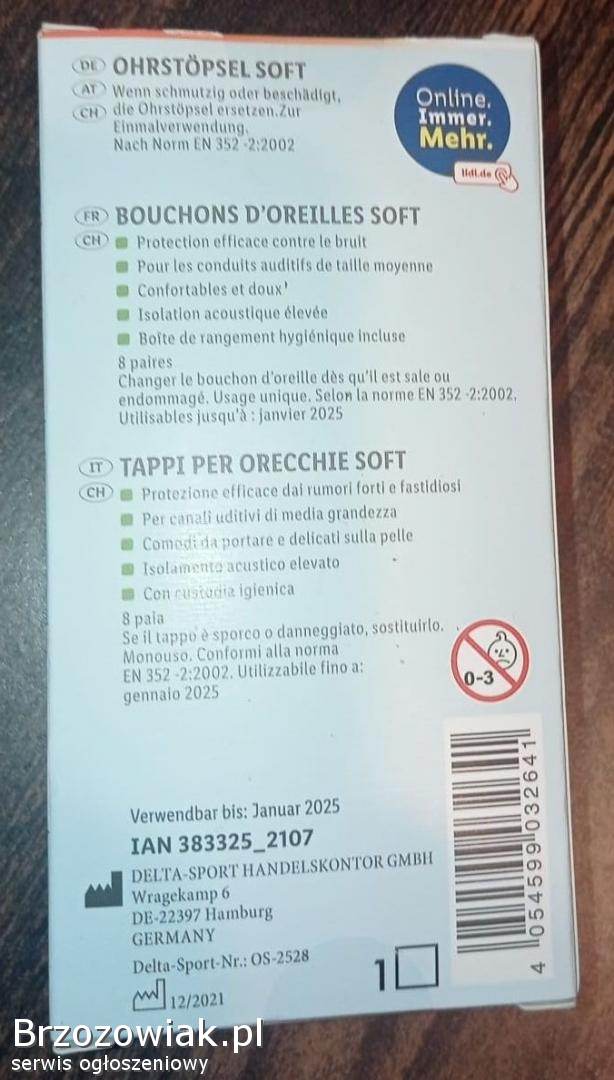 DE OHRSTÖPSEL SOFT
AT Wenn schmutzig oder beschädigt,
CH die Ohrstöpsel ersetzen.Zur
Einmalverwendung.
Nach Norm EN 352 -2:2002
Online.
Immer.
Mehr.
lidl.de
FR BOUCHONS D'OREILLES SOFT
CH Protection efficace contre le bruit
Pour les conduits auditifs de taille moyenne
Confortables et doux'
Isolation acoustique élevée
Boîte de rangement hygiénique incluse
8 paires
Changer le bouchon d'oreille dès qu'il est sale ou
endommagé. Usage unique. Selon la norme EN 352 -2:2002.
Utilisables jusqu'à : janvier 2025
IT TAPPI PER ORECCHIE SOFT
CH Protezione efficace dai rumori forti e fastidiosi
Per canali uditivi di media grandezza
Comodi da portare e delicati sulla pelle
Isolamento acustico elevato
Con custodia igienica
8 paia
Se il tappo è sporco o danneggiato, sostituirlo.
Monouso. Conformi alla norma
EN 352 -2:2002. Utilizzabile fino a:
gennaio 2025
0-3
Verwendbar bis: Januar 2025
IAN 383325_2107
DELTA-SPORT HANDELSKONTOR GMBH
Wragekamp 6
DE-22397 Hamburg
GERMANY
Delta-Sport-Nr.: OS-2528
12/2021
1
4 054599 032641
Brzozowiak.pl
serwis ogłoszeniowy